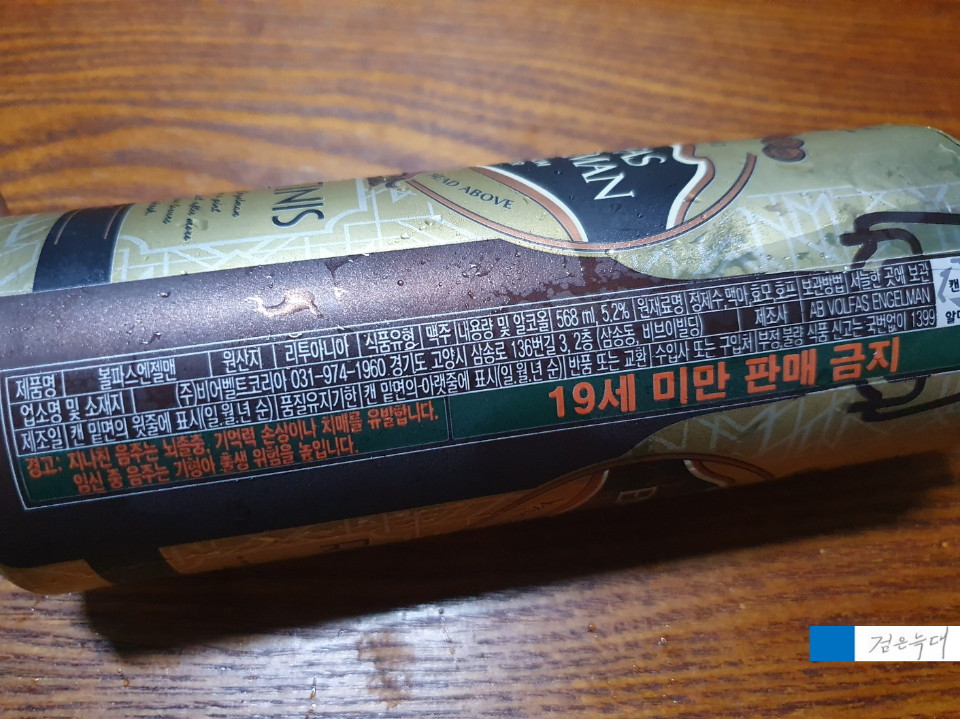 NIS
AS
MAN
EAD ABOVE
제품명 볼파스엔젤맨 원산지 리투아니아 식품유형 맥주 내용량 및 알코올 568 ml, 5.2% 원재료명 정제수 맥아 효모 호프 보관방법 서늘한 곳에 보관
업소명 및 소재지 ㈜비어벨트코리아 031-974-1960 경기도 고양시 삼송로 136번길 3, 2층 (삼송동, 비브이빌딩) 제조사 AB VOLFAS ENGELMAN
제조일 캔 밑면의 윗줄에 표시(일.월.년 순) 품질유지기한 캔 밑면의 아랫줄에 표시(일.월.년 순) 반품 또는 교환 수입사 또는 구입처 부정·불량 식품 신고는 국번없이 1399
경고: 지나친 음주는 뇌졸중, 기억력 손상이나 치매를 유발합니다.
임신 중 음주는 기형아 출생 위험을 높입니다.
19세 미만 판매 금지
캔
검은늑대